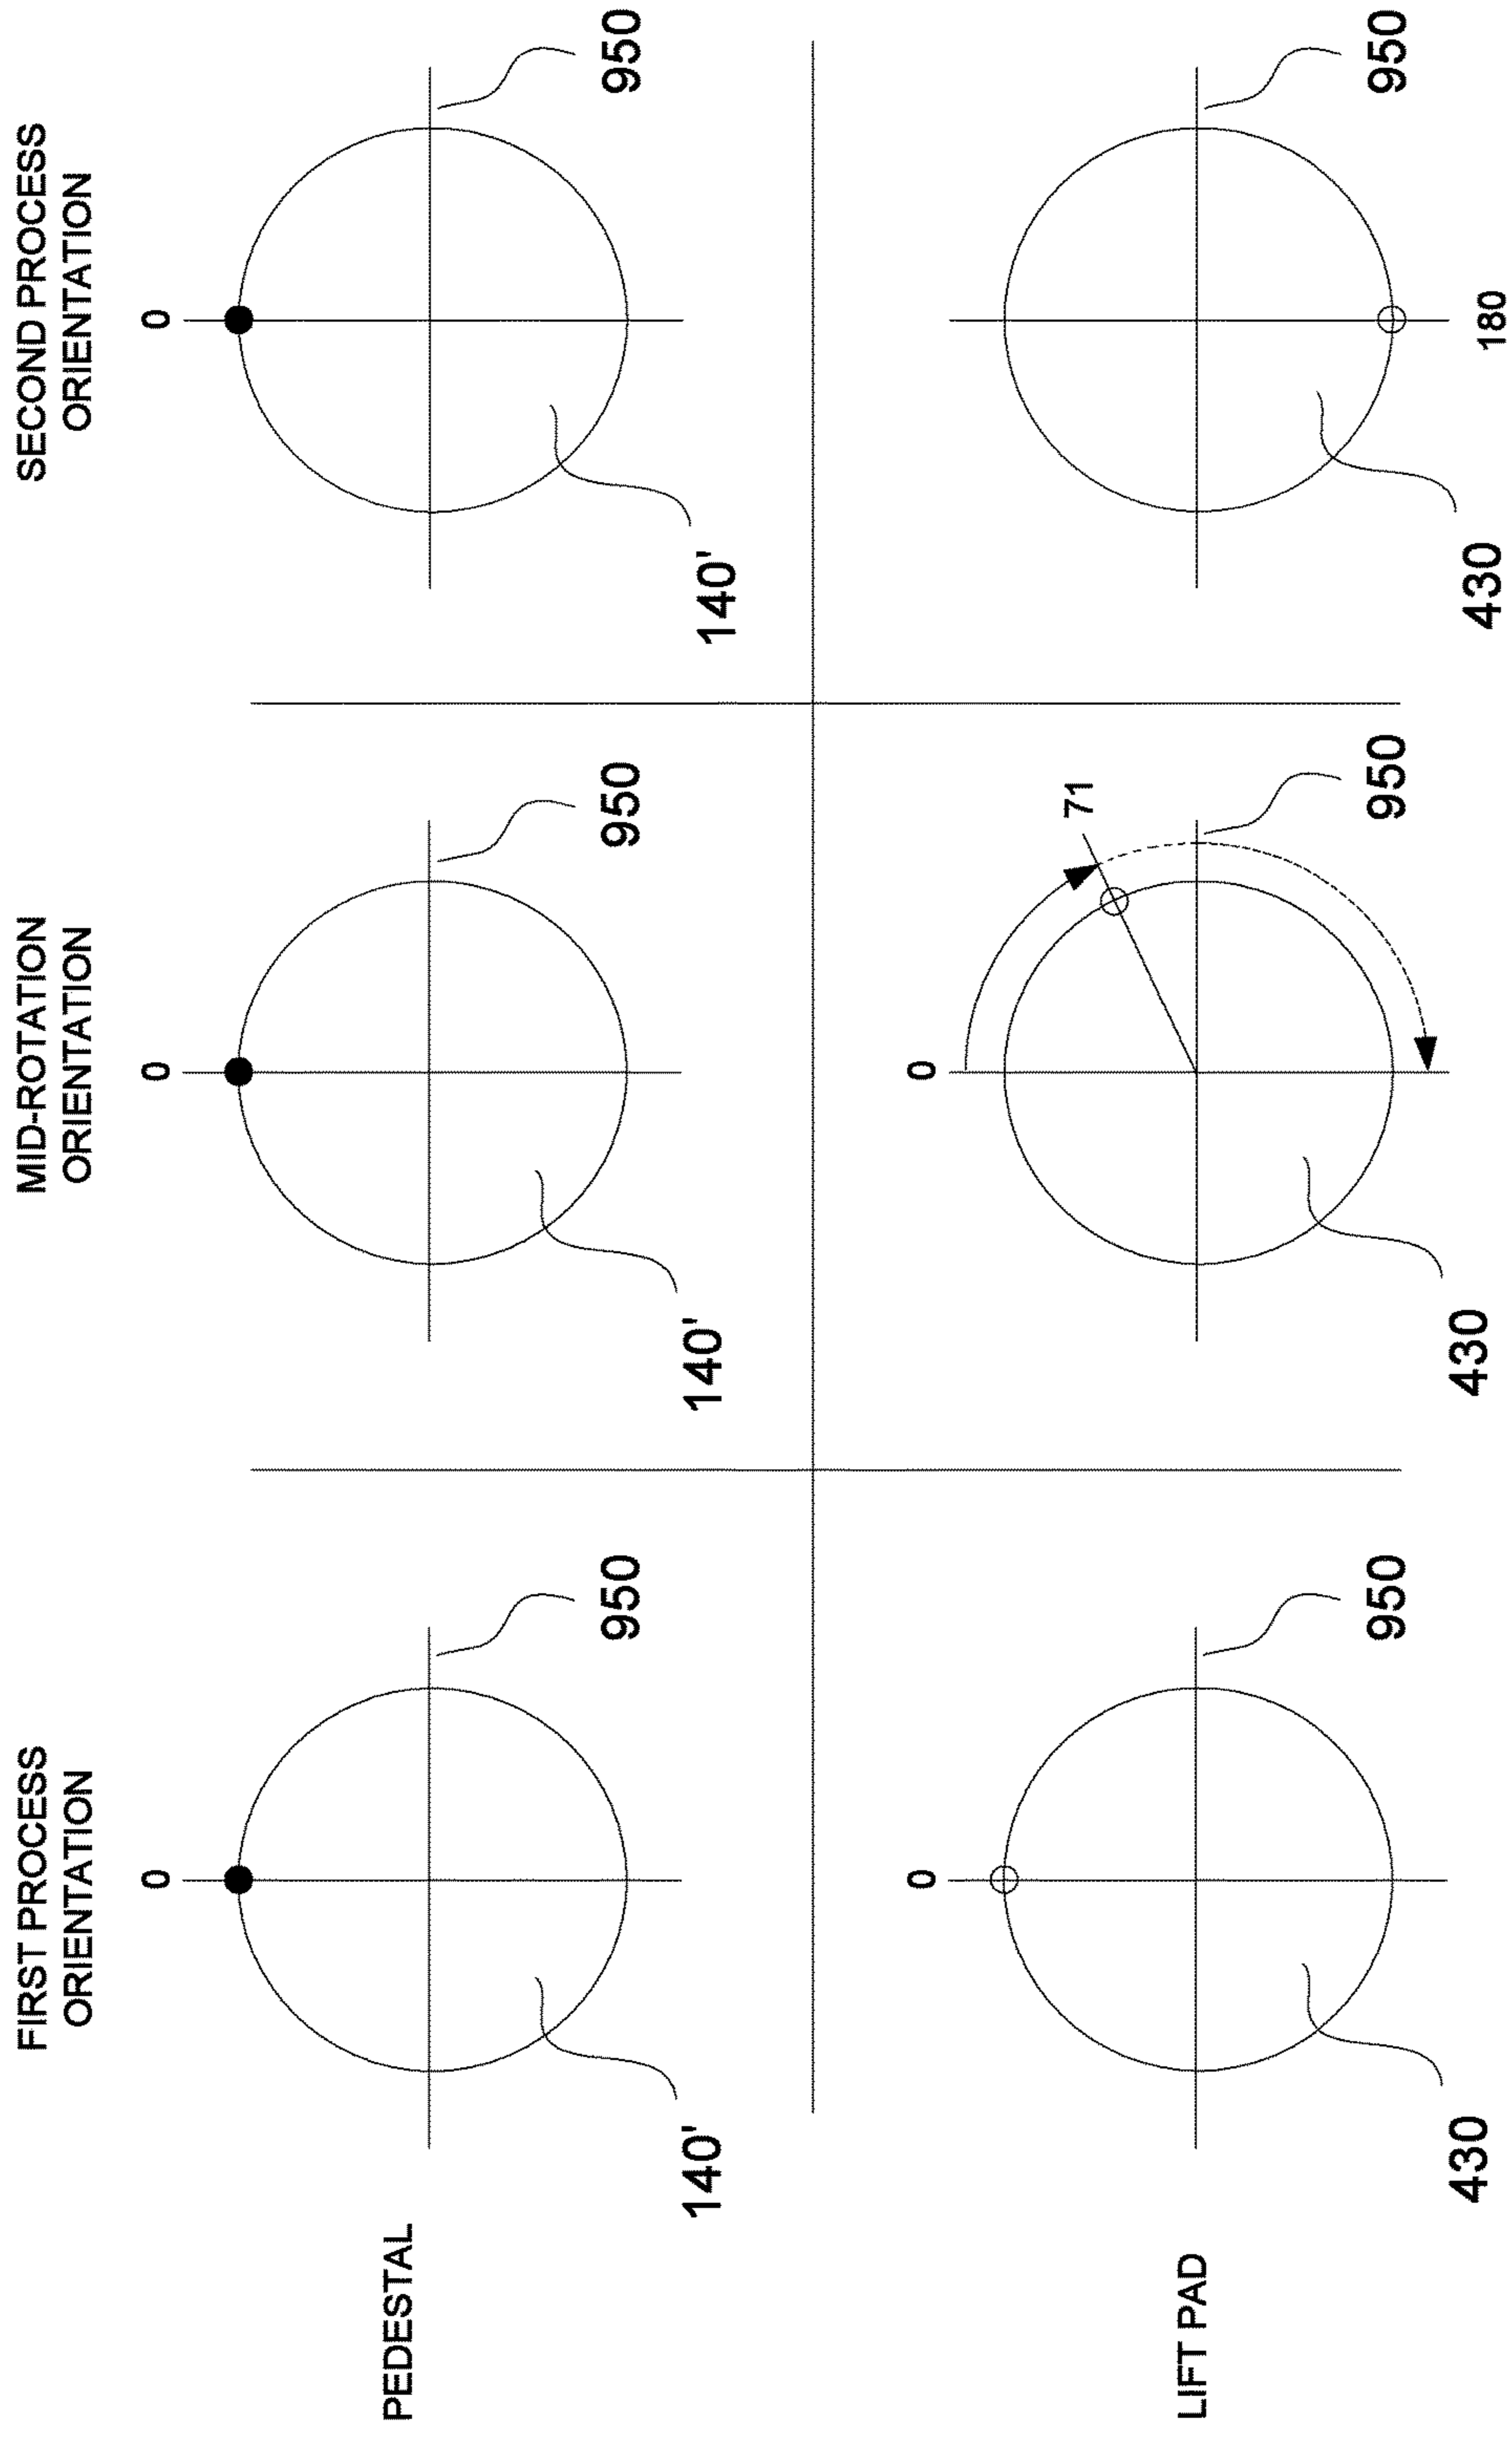 FIRST PROCESS
ORIENTATION
MID-ROTATION
ORIENTATION
SECOND PROCESS
ORIENTATION
PEDESTAL
0
950
140'
0
950
140'
0
950
140'
LIFT PAD
0
950
430
0
71
950
430
950
430
180